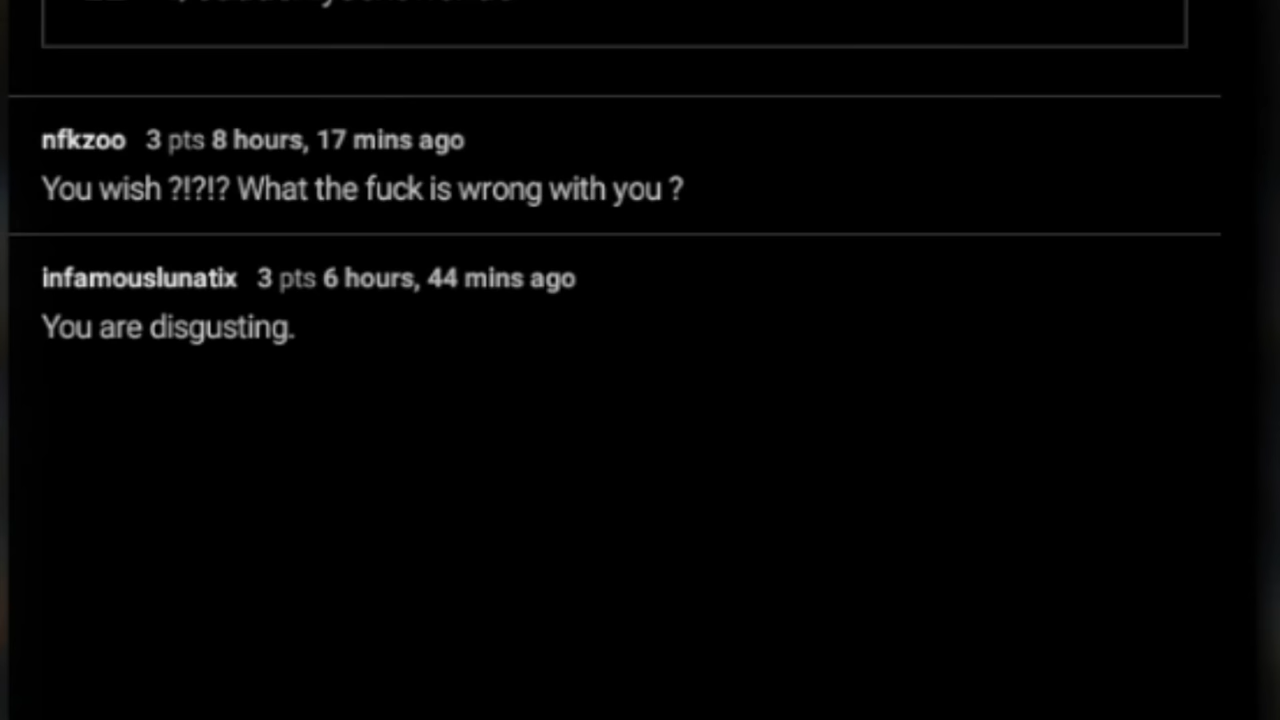 nfkzoo 3 pts 8 hours, 17 mins ago
You wish ?!?!? What the fuck is wrong with you ?
infamouslunatix 3 pts 6 hours, 44 mins ago
You are disgusting.